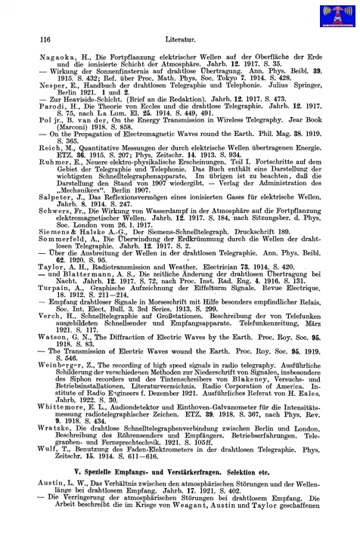 116 Literatur.
Nagaoka, H., Die Fortpflanzung elektrischer Wellen auf der Oberfläche der Erde
und die ionisierte Schicht der Atmosphäre. Jahrb. 12. 1917. S. 35.
— Wirkung der Sonnenfinsternis auf drahtlose Übertragung. Ann. Phys. Beibl. 39.
1915. S. 432; Ref. über Proc. Math. Phys. Soc. Tokyo 7. 1914. S. 428.
Nesper, E., Handbuch der drahtlosen Telegraphie und Telephonie. Julius Springer,
Berlin 1921. 1 und 2.
— Zur Heaviside-Schicht. (Brief an die Redaktion). Jahrb. 12. 1917. S. 473.
Parodi, H., Die Theorie von Eccles und die drahtlose Telegraphie. Jahrb. 12. 1917.
S. 75, nach La Lum. El. 25. 1914. S. 449, 491.
Pol jr., B. van der, On the Energy Transmission in Wireless Telegraphy. Jear Book
(Marconi) 1918. S. 858.
— On the Propagation of Electromagnetic Waves round the Earth. Phil. Mag. 38. 1919.
S. 365.
Reich, M., Quantitative Messungen der durch elektrische Wellen übertragenen Energie.
ETZ. 36. 1915. S. 207; Phys. Zeitschr. 14. 1913. S. 934.
Ruhmer, E., Neuere elektro-physikalische Erscheinungen. Teil I. Fortschritte auf dem
Gebiet der Telegraphie und Telephonie. Das Buch enthält eine Darstellung der
wichtigsten Schnelltelegraphenapparate. Im übrigen ist zu beachten, daß die
Darstellung den Stand von 1907 wiedergibt. — Verlag der Administration des
„Mechanikers". Berlin 1907.
Salpeter, J., Das Reflexionsvermögen eines ionisierten Gases für elektrische Wellen.
Jahrb. 8. 1914. S. 247.
Schwers, Fr., Die Wirkung von Wasserdampf in der Atmosphäre auf die Fortpflanzung
elektromagnetischer Wellen. Jahrb. 12. 1917. S. 184, nach Sitzungsber. d. Phys.
Soc. London vom 26. 1. 1917.
Siemens & Halske A.-G., Der Siemens-Schnelltelegraph. Druckschrift 189.
Sommerfeld, A., Die Überwindung der Erdkrümmung durch die Wellen der draht-
losen Telegraphie. Jahrb. 12. 1917. S. 2.
— Über die Ausbreitung der Wellen in der drahtlosen Telegraphie. Ann. Phys. Beibl.
62. 1920. S. 95.
Taylor, A. H., Radiotransmission and Weather. Electrician 73. 1914. S. 420.
— und Blattermann, A. S., Die zeitliche Änderung der drahtlosen Übertragung bei
Nacht. Jahrb. 12. 1917. S. 72, nach Proc. Inst. Rad. Eng. 4. 1916. S. 131.
Turpain, A., Graphische Aufzeichnung der Eiffelturm Signale. Revue Electrique,
18. 1912. S. 211—214.
— Empfang drahtloser Signale in Morseschrift mit Hilfe besonders empfindlicher Relais,
Soc. Int. Elect. Bull. 3. 3rd Series. 1913. S. 299.
Verch, H., Schnelltelegraphie auf Großstationen. Beschreibung der von Telefunken
ausgebildeten Schnellsender und Empfangsapparate. Telefunkenzeitung, März
1921. S. 117.
Watson, G. N., The Diffraction of Electric Waves by the Earth. Proc. Roy. Soc. 95.
1918. S. 83.
— The Transmission of Electric Waves wound the Earth. Proc. Roy. Soc. 95. 1919.
S. 546.
Weinberger, Z., The recording of high speed signals in radio telegraphy. Ausführliche
Schilderung der verschiedenen Methoden zur Niederschrift von Signalen, insbesondere
des Siphon recorders und des Tintenschreibers von Blakeney, Versuchs- und
Betriebsinstallationen. Literaturverzeichnis. Radio Corporation of America. In-
stitute of Radio Engineers f. Dezember 1921. Ausführliches Referat von H. Eales.
Jahrb. 1922. S. 30.
Whittemore, E. L., Audiondetektor und Einthoven-Galvanometer für die Intensitäts-
messung radiotelegraphischer Zeichen. ETZ. 39. 1918. S. 367, nach Phys. Rev.
9. 1918. S. 434.
Wratzke, Die drahtlose Schnelltelegraphenverbindung zwischen Berlin und London.
Beschreibung des Röhrensenders und Empfängers. Betriebserfahrungen. Tele-
graphen- und Fernsprechtechnik. 1921. S. 105ff.
Wulf, T., Benutzung des Faden-Elektrometers in der drahtlosen Telegraphie. Phys.
Zeitschr. 15. 1914. S. 611—616.
V. Spezielle Empfangs- und Verstärkerfragen. Selektion etc.
Austin, L. W., Das Verhältnis zwischen den atmosphärischen Störungen und der Wellen-
länge bei drahtlosem Empfang. Jahrb. 17. 1921. S. 402.
— Die Verringerung der atmosphärischen Störungen bei drahtlosem Empfang. Die
Arbeit beschreibt die im Kriege von Weagant, Austin und Taylor geschaffenen